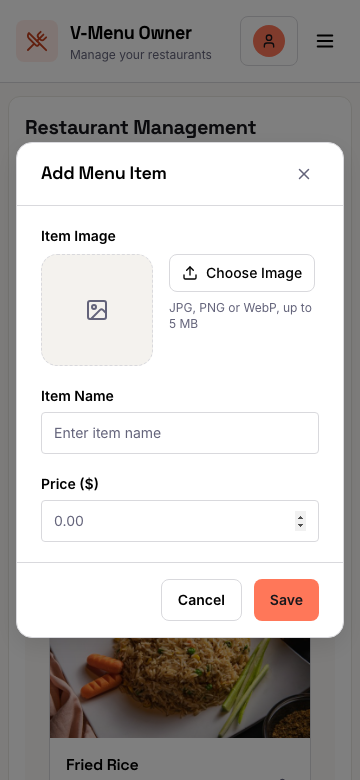 V-Menu Owner
Manage your restaurants
Restaurant Management
Add Menu Item
Item Image
Choose Image
JPG, PNG or WebP, up to
5 MB
Item Name
Enter item name
Price ($)
0.00
Cancel
Save
Fried Rice